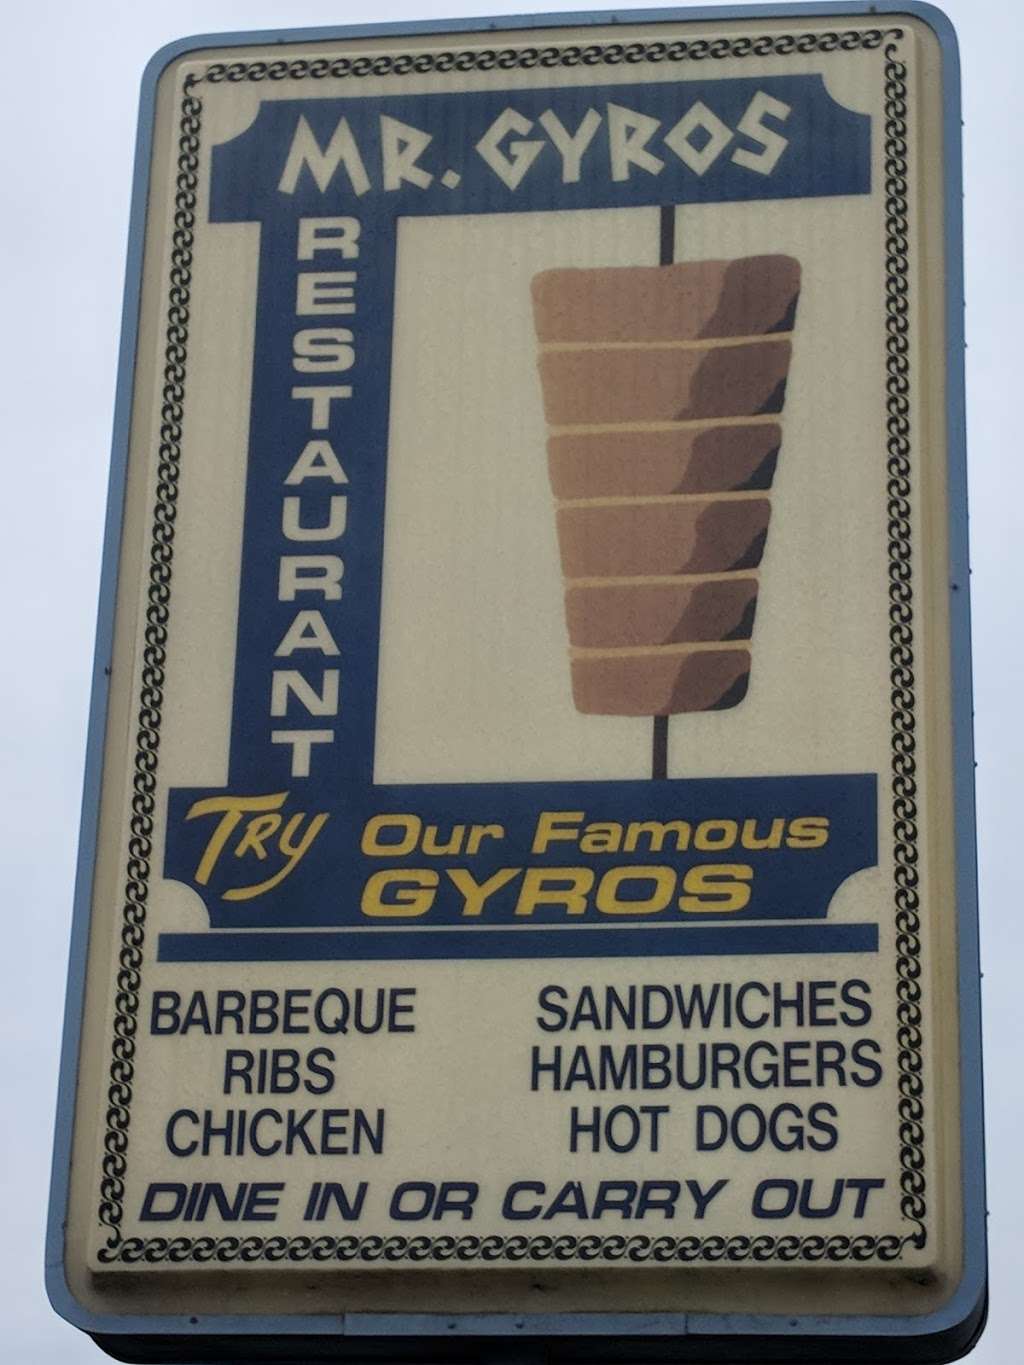 MR. GYROS
RESTAURANT
TRY Our Famous
GYROS
BARBEQUE
RIBS
CHICKEN
SANDWICHES
HAMBURGERS
HOT DOGS
DINE IN OR CARRY OUT